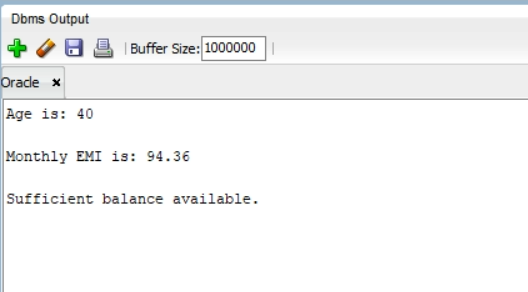 Dbms Output
Buffer Size: 1000000
Oracle
Age is: 40
Monthly EMI is: 94.36
Sufficient balance available.